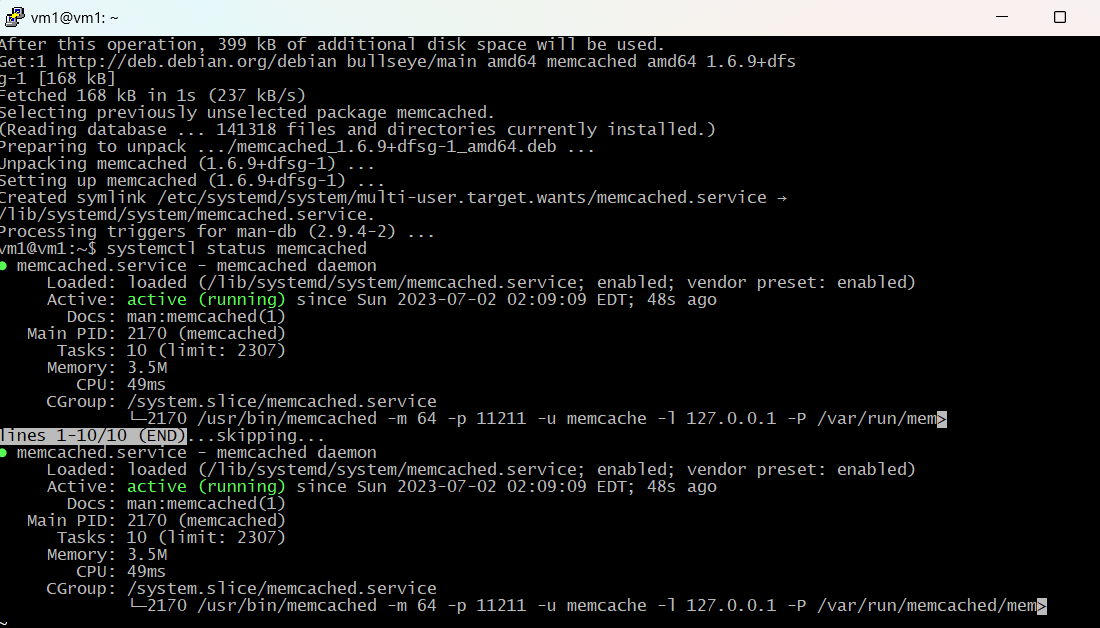 vm1@vm1: ~
After this operation, 399 kB of additional disk space will be used.
Get:1 http://deb.debian.org/debian bullseye/main amd64 memcached amd64 1.6.9+dfs
g-1 [168 kB]
Fetched 168 kB in 1s (237 kB/s)
Selecting previously unselected package memcached.
(Reading database ... 141318 files and directories currently installed.)
Preparing to unpack .../memcached_1.6.9+dfsg-1_amd64.deb ...
Unpacking memcached (1.6.9+dfsg-1) ...
Setting up memcached (1.6.9+dfsg-1) ...
Created symlink /etc/systemd/system/multi-user.target.wants/memcached.service →
/lib/systemd/system/memcached.service.
Processing triggers for man-db (2.9.4-2) ...
vm1@vm1:~$ systemctl status memcached
● memcached.service - memcached daemon
     Loaded: loaded (/lib/systemd/system/memcached.service; enabled; vendor preset: enabled)
     Active: active (running) since Sun 2023-07-02 02:09:09 EDT; 48s ago
       Docs: man:memcached(1)
   Main PID: 2170 (memcached)
      Tasks: 10 (limit: 2307)
     Memory: 3.5M
        CPU: 49ms
     CGroup: /system.slice/memcached.service
             └─2170 /usr/bin/memcached -m 64 -p 11211 -u memcache -l 127.0.0.1 -P /var/run/mem>
lines 1-10/10 (END)...skipping...
● memcached.service - memcached daemon
     Loaded: loaded (/lib/systemd/system/memcached.service; enabled; vendor preset: enabled)
     Active: active (running) since Sun 2023-07-02 02:09:09 EDT; 48s ago
       Docs: man:memcached(1)
   Main PID: 2170 (memcached)
      Tasks: 10 (limit: 2307)
     Memory: 3.5M
        CPU: 49ms
     CGroup: /system.slice/memcached.service
             └─2170 /usr/bin/memcached -m 64 -p 11211 -u memcache -l 127.0.0.1 -P /var/run/memcached/mem>
~